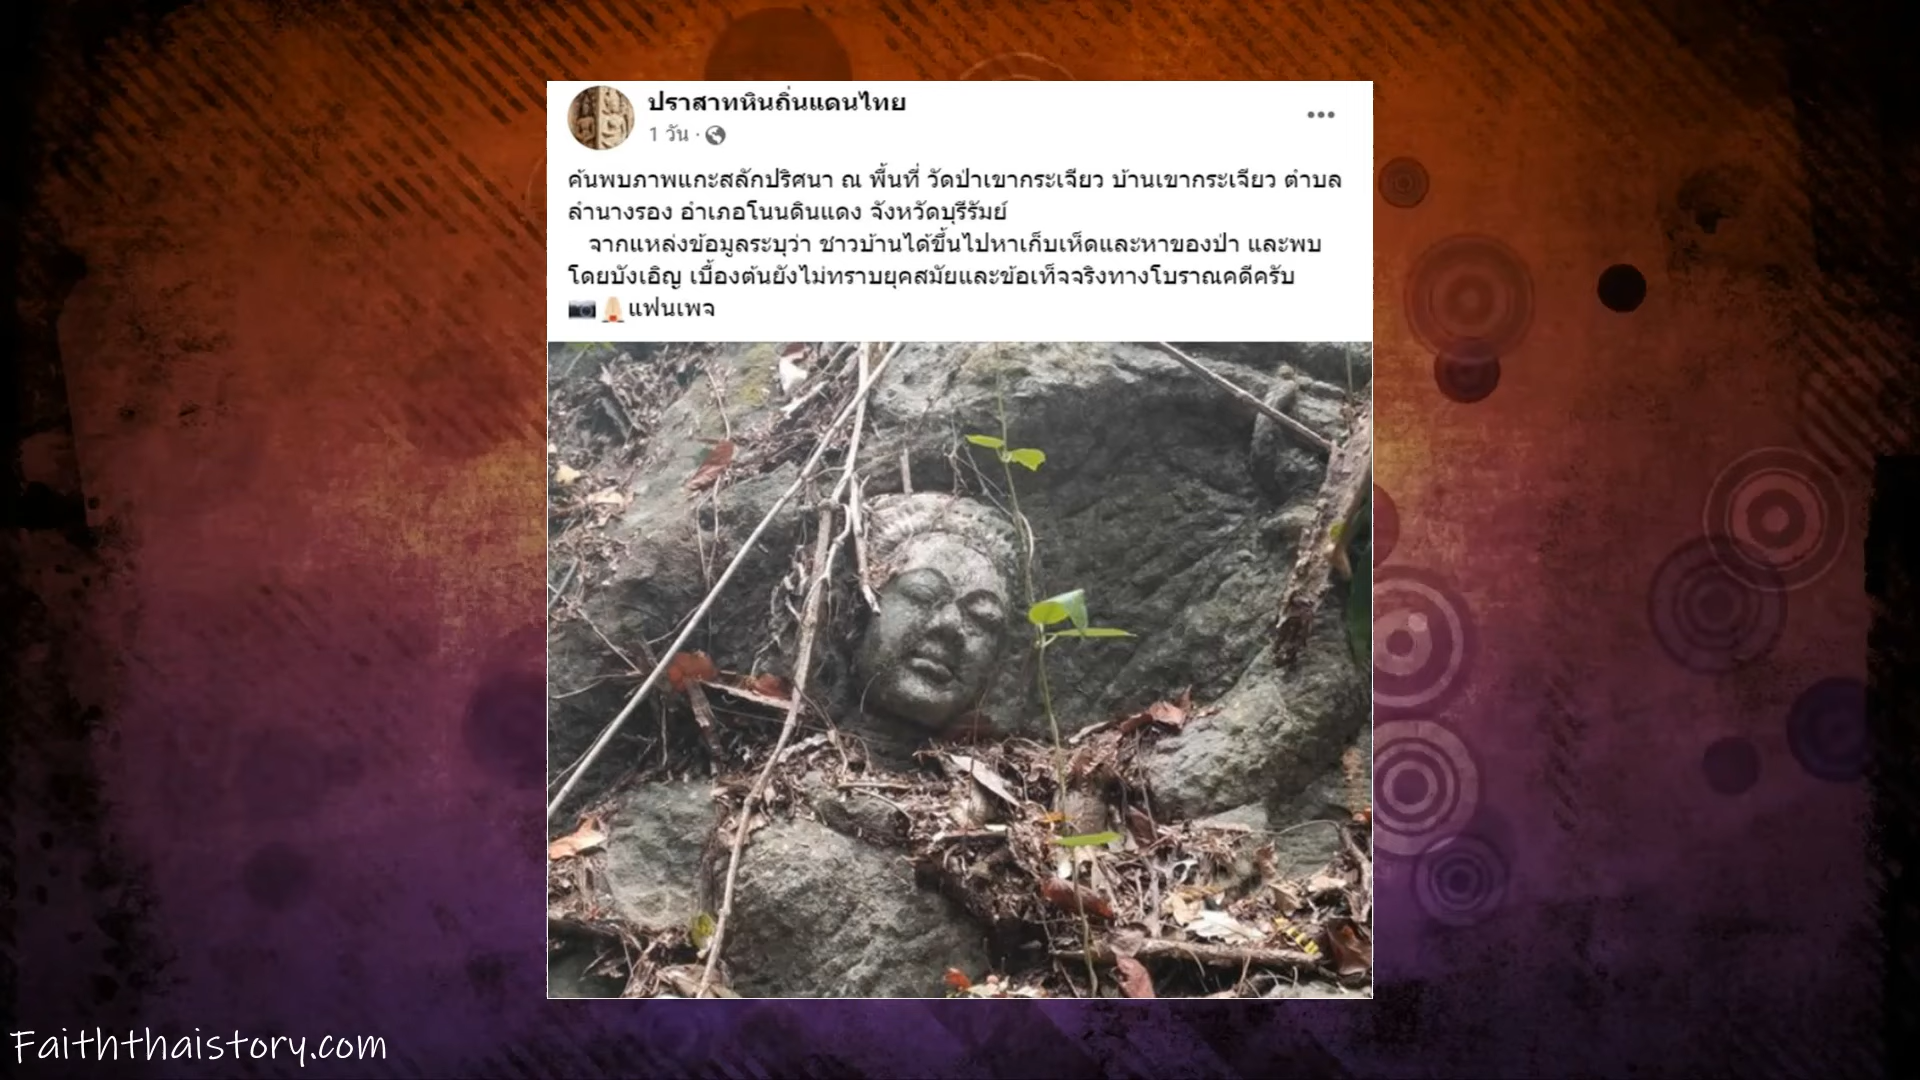 ปราสาทหินถิ่นแดนไทย
1 วัน ·
ค้นพบภาพแกะสลักปริศนา ณ พื้นที่ วัดป่าเขากระเจียว บ้านเขากระเจียว ตำบล
ลำนางรอง อำเภอโนนดินแดง จังหวัดบุรีรัมย์
จากแหล่งข้อมูลระบุว่า ชาวบ้านได้ขึ้นไปหาเก็บเห็ดและหาของป่า และพบ
โดยบังเอิญ เบื้องต้นยังไม่ทราบยุคสมัยและข้อเท็จจริงทางโบราณคดีครับ
📷🙏🏻แฟนเพจ
Faiththaistory.com